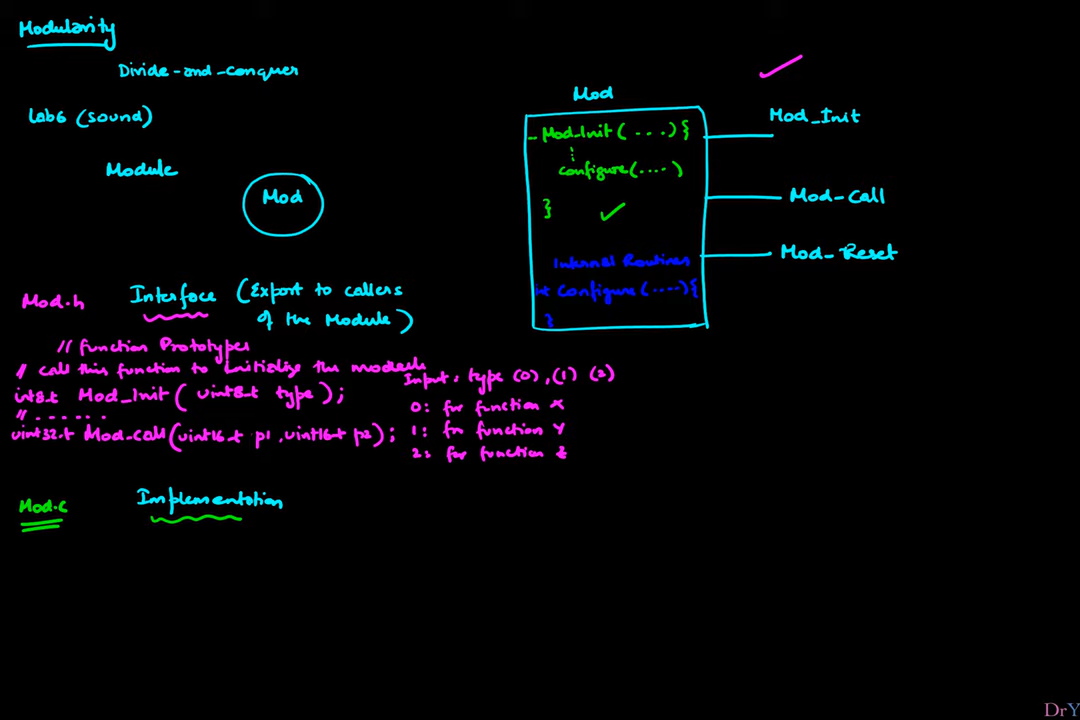 Modularity
Divide-and-conquer
Lab6 (sound)
Module
Mod
Mod
- Mod_Init( ...){
⋮
configure(....)
}
Internal Routines
int configure(....){
}
Mod_Init
Mod_Call
Mod_Reset
Mod.h Interface (Export to callers
of the Module)
// function Prototypes
// call this function to initialize the module
int8_t Mod_Init( uint8_t type);
// ......
uint32_t Mod_Call(uint16_t p1, uint16_t p2);
Input: type (0), (1) (2)
0: for function X
1: for function Y
2: for function Z
Mod.c Implementation
DrY